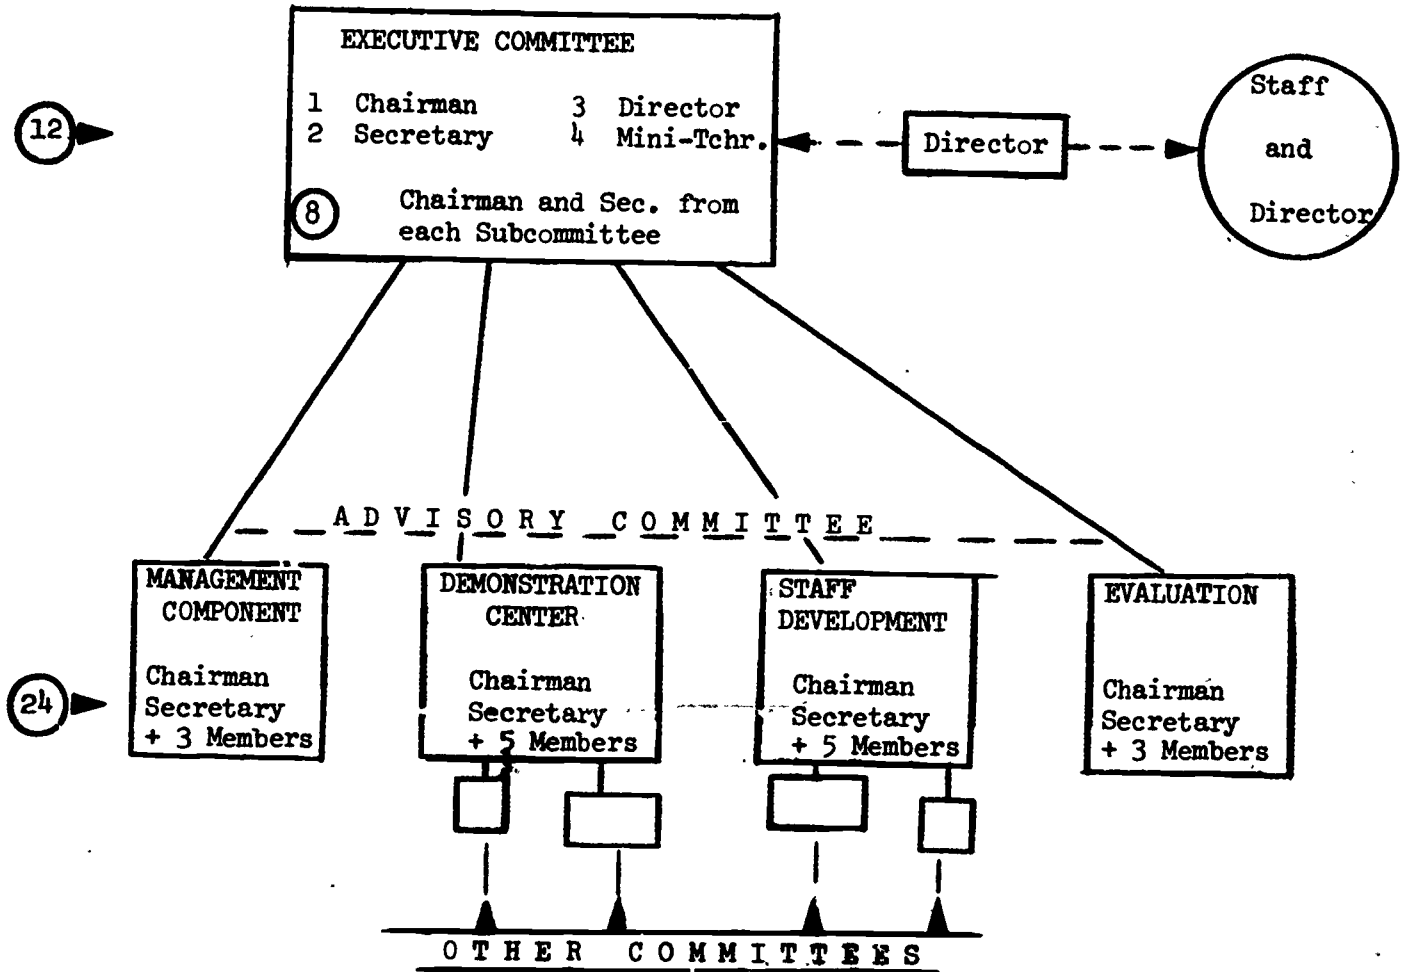 EXECUTIVE COMMITTEE
1 Chairman 3 Director
2 Secretary 4 Mini-Tchr.
8 Chairman and Sec. from
each Subcommittee
12
Director
Staff
and
Director
ADVISORY COMMITTEE
MANAGEMENT
COMPONENT
Chairman
Secretary
+ 3 Members
DEMONSTRATION
CENTER
Chairman
Secretary
+ 5 Members
STAFF
DEVELOPMENT
Chairman
Secretary
+ 5 Members
EVALUATION
Chairman
Secretary
+ 3 Members
24
OTHER COMMITTEES